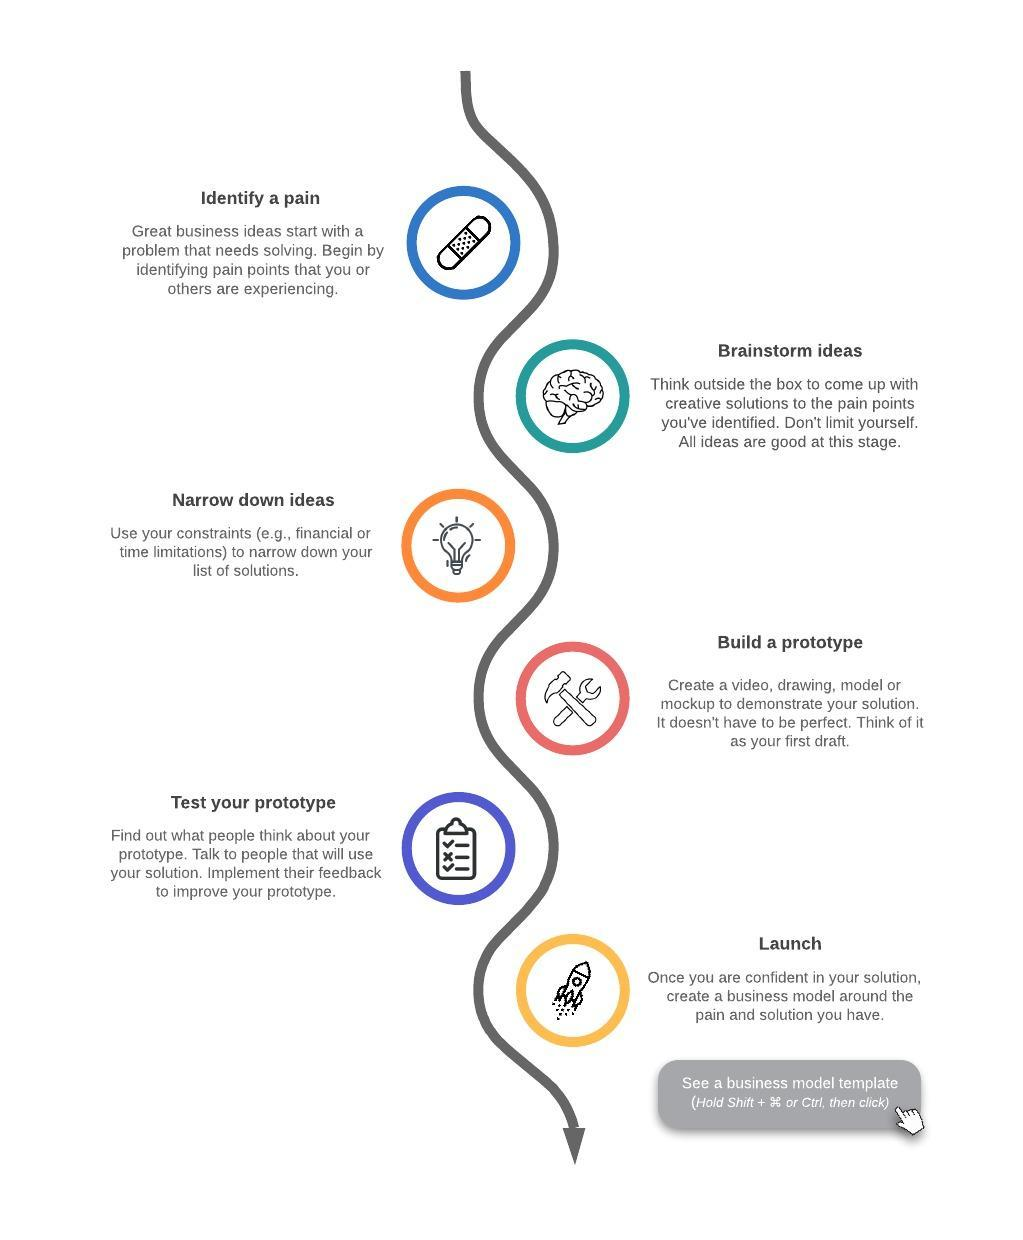 Identify a pain
Great business ideas start with a
problem that needs solving. Begin by
identifying pain points that you or
others are experiencing.
Brainstorm ideas
Think outside the box to come up with
creative solutions to the pain points
you've identified. Don't limit yourself.
All ideas are good at this stage.
Narrow down ideas
Use your constraints (e.g., financial or
time limitations) to narrow down your
list of solutions.
Build a prototype
Create a video, drawing, model or
mockup to demonstrate your solution.
It doesn't have to be perfect. Think of it
as your first draft.
Test your prototype
Find out what people think about your
prototype. Talk to people that will use
your solution. Implement their feedback
to improve your prototype.
Launch
Once you are confident in your solution,
create a business model around the
pain and solution you have.
See a business model template
(Hold Shift + ⌘ or Ctrl, then click)